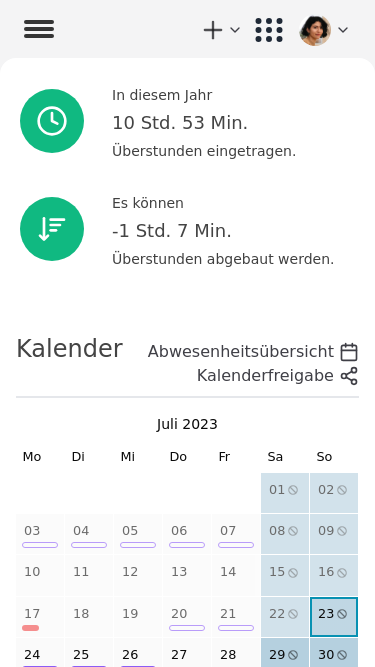 In diesem Jahr
10 Std. 53 Min.
Überstunden eingetragen.
Es können
-1 Std. 7 Min.
Überstunden abgebaut werden.
Kalender
Abwesenheitsübersicht
Kalenderfreigabe
Juli 2023
Mo Di Mi Do Fr Sa So
01 02
03 04 05 06 07 08 09
10 11 12 13 14 15 16
17 18 19 20 21 22 23
24 25 26 27 28 29 30